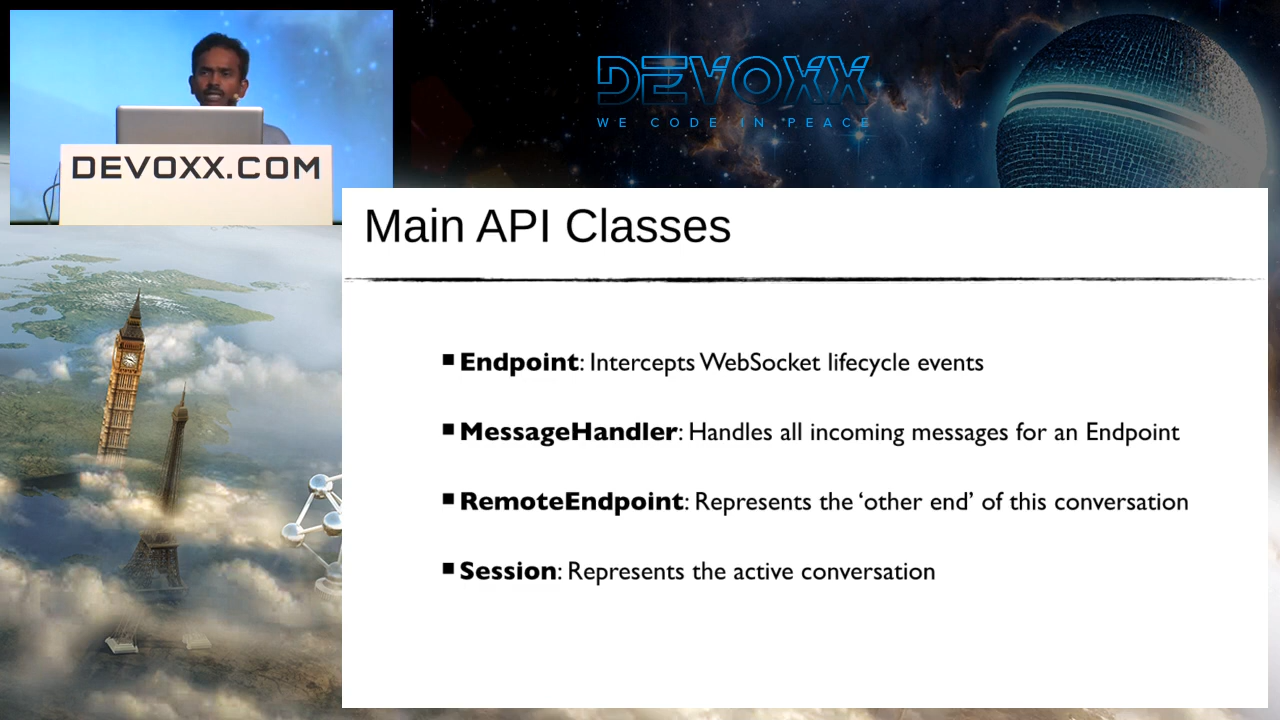 DEVOXX
WE CODE IN PEACE
DEVOXX.COM
Main API Classes
▪ Endpoint: Intercepts WebSocket lifecycle events
▪ MessageHandler: Handles all incoming messages for an Endpoint
▪ RemoteEndpoint: Represents the ‘other end’ of this conversation
▪ Session: Represents the active conversation